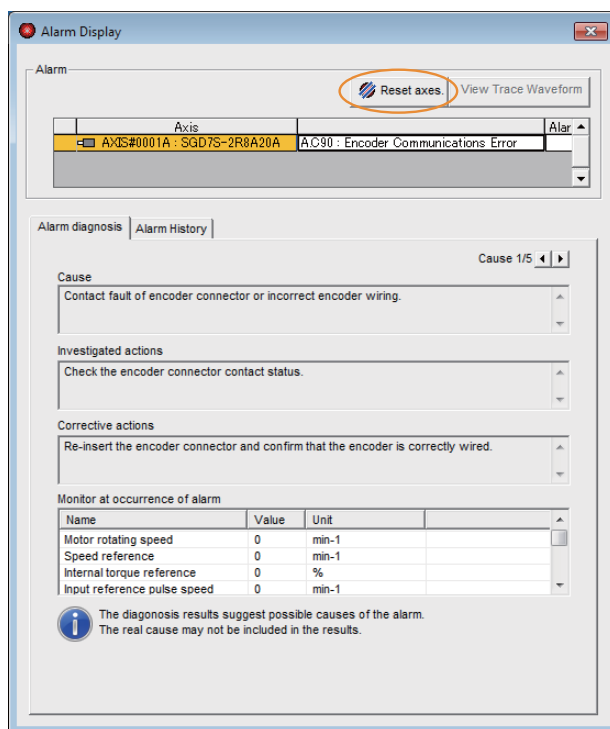 Alarm Display
Alarm
Reset axes. View Trace Waveform
Axis Alar
AXIS#0001A : SGD7S-2R8A20A A.C90 : Encoder Communications Error
Alarm diagnosis Alarm History
Cause 1/5
Cause
Contact fault of encoder connector or incorrect encoder wiring.
Investigated actions
Check the encoder connector contact status.
Corrective actions
Re-insert the encoder connector and confirm that the encoder is correctly wired.
Monitor at occurrence of alarm
Name Value Unit
Motor rotating speed 0 min-1
Speed reference 0 min-1
Internal torque reference 0 %
Input reference pulse speed 0 min-1
The diagonosis results suggest possible causes of the alarm.
The real cause may not be included in the results.